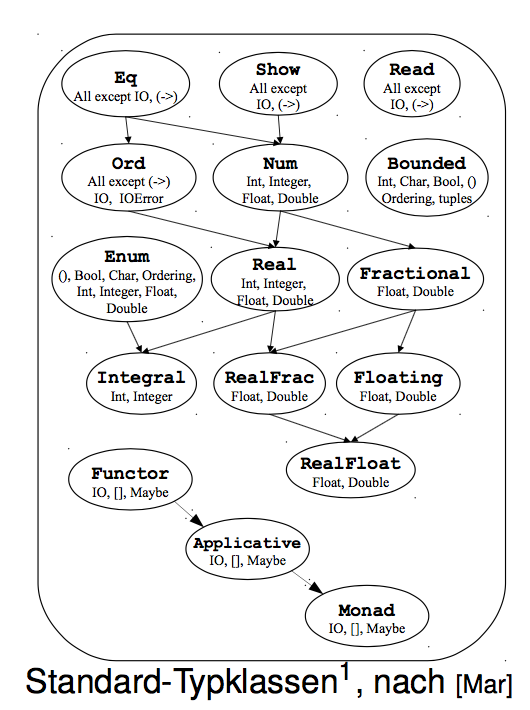 Eq
All except IO, (->)
Show
All except
IO, (->)
Read
All except
IO, (->)
Ord
All except (->)
IO, IOError
Num
Int, Integer,
Float, Double
Bounded
Int, Char, Bool, ()
Ordering, tuples
Enum
(), Bool, Char, Ordering,
Int, Integer, Float,
Double
Real
Int, Integer,
Float, Double
Fractional
Float, Double
Integral
Int, Integer
RealFrac
Float, Double
Floating
Float, Double
RealFloat
Float, Double
Functor
IO, [], Maybe
Applicative
IO, [], Maybe
Monad
IO, [], Maybe
Standard-Typklassen¹, nach [Mar]